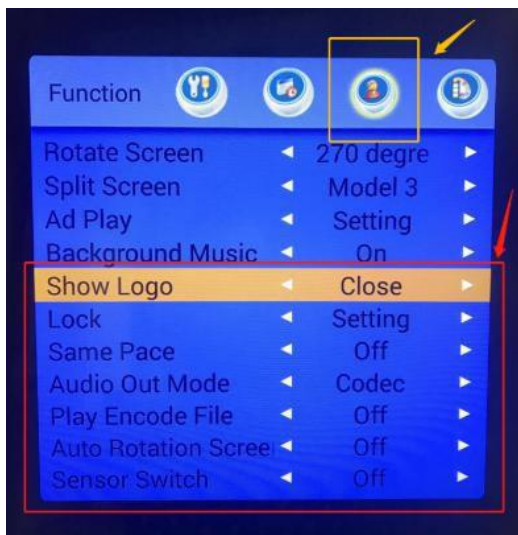 Function
Rotate Screen 270 degre
Split Screen Model 3
Ad Play Setting
Background Music On
Show Logo Close
Lock Setting
Same Pace Off
Audio Out Mode Codec
Play Encode File Off
Auto Rotation Scree Off
Sensor Switch Off